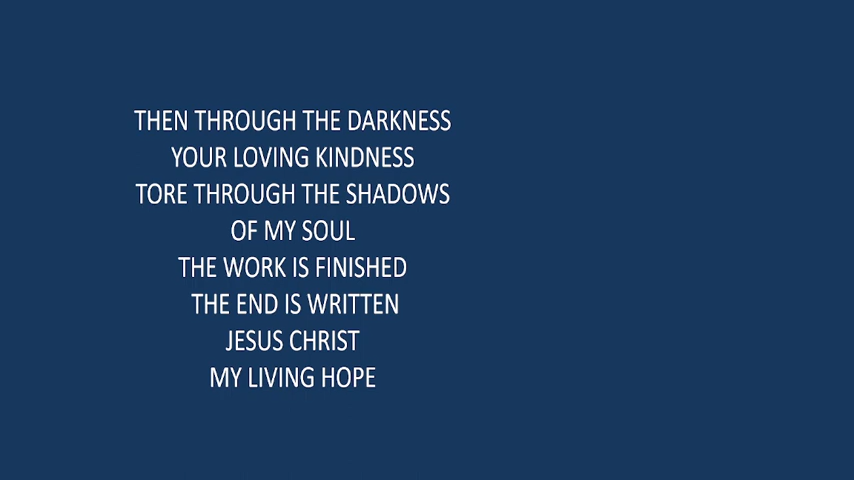 THEN THROUGH THE DARKNESS
YOUR LOVING KINDNESS
TORE THROUGH THE SHADOWS
OF MY SOUL
THE WORK IS FINISHED
THE END IS WRITTEN
JESUS CHRIST
MY LIVING HOPE